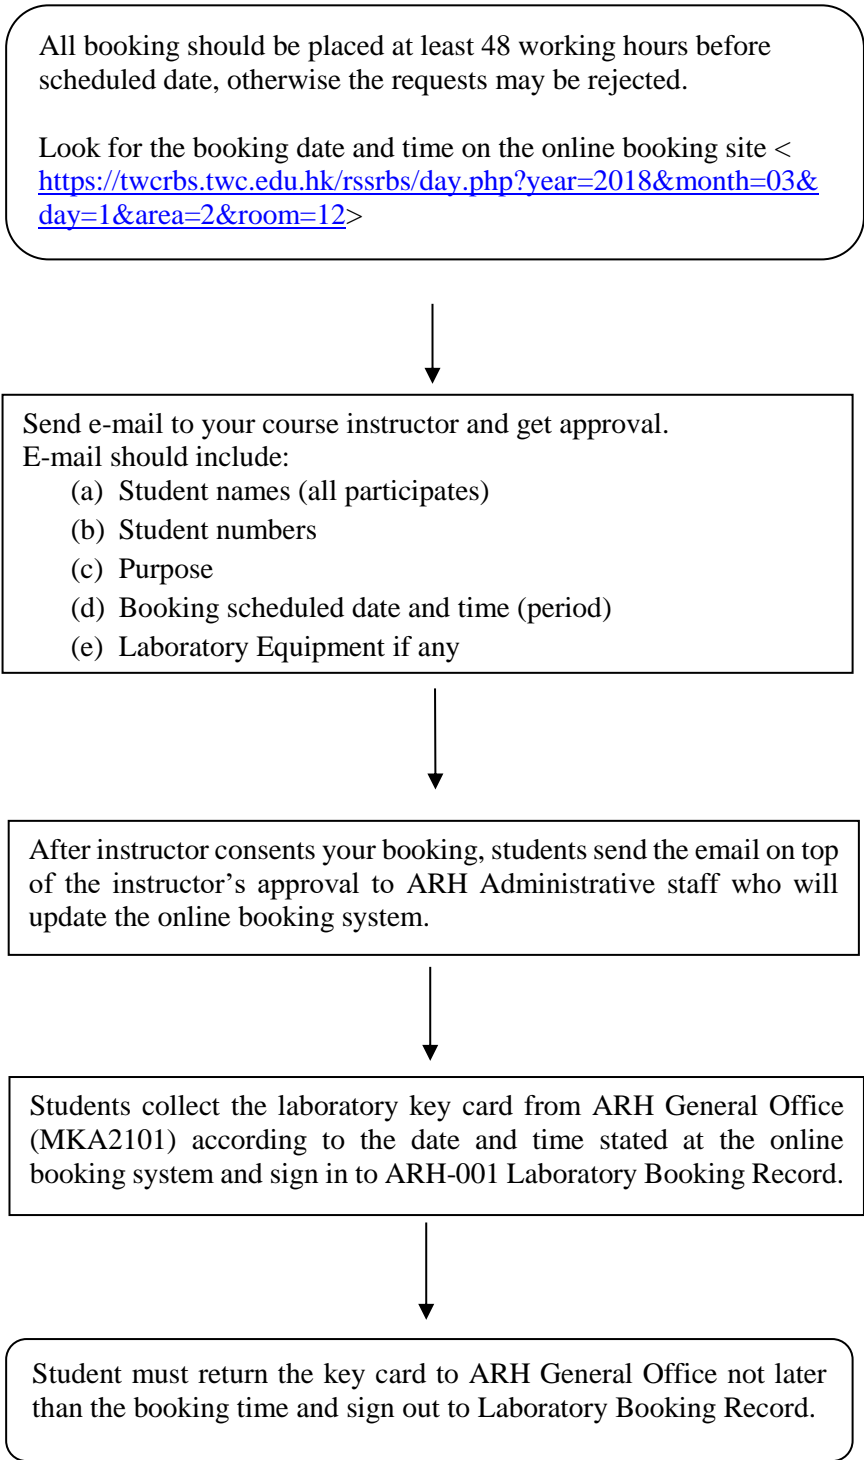 All booking should be placed at least 48 working hours before
scheduled date, otherwise the requests may be rejected.
Look for the booking date and time on the online booking site <
https://twcrbs.twc.edu.hk/rssrbs/day.php?year=2018&month=03&
day=1&area=2&room=12>
Send e-mail to your course instructor and get approval.
E-mail should include:
(a) Student names (all participates)
(b) Student numbers
(c) Purpose
(d) Booking scheduled date and time (period)
(e) Laboratory Equipment if any
After instructor consents your booking, students send the email on top
of the instructor’s approval to ARH Administrative staff who will
update the online booking system.
Students collect the laboratory key card from ARH General Office
(MKA2101) according to the date and time stated at the online
booking system and sign in to ARH-001 Laboratory Booking Record.
Student must return the key card to ARH General Office not later
than the booking time and sign out to Laboratory Booking Record.